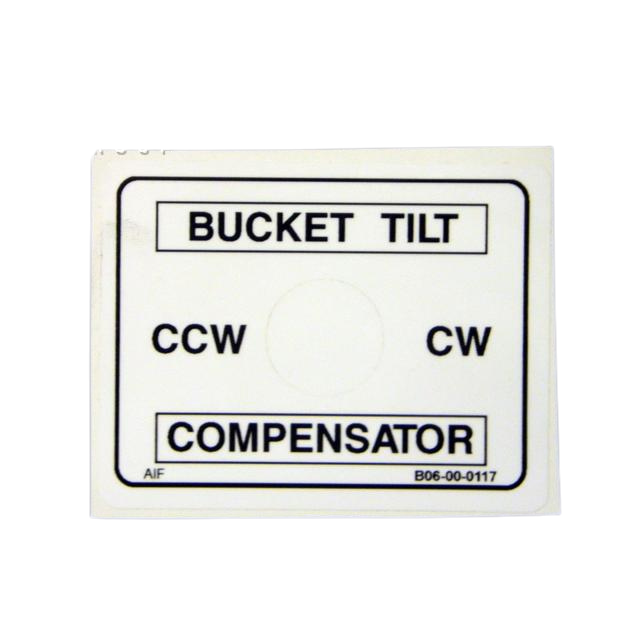 BUCKET TILT
CCW CW
COMPENSATOR
AIF B06-00-0117